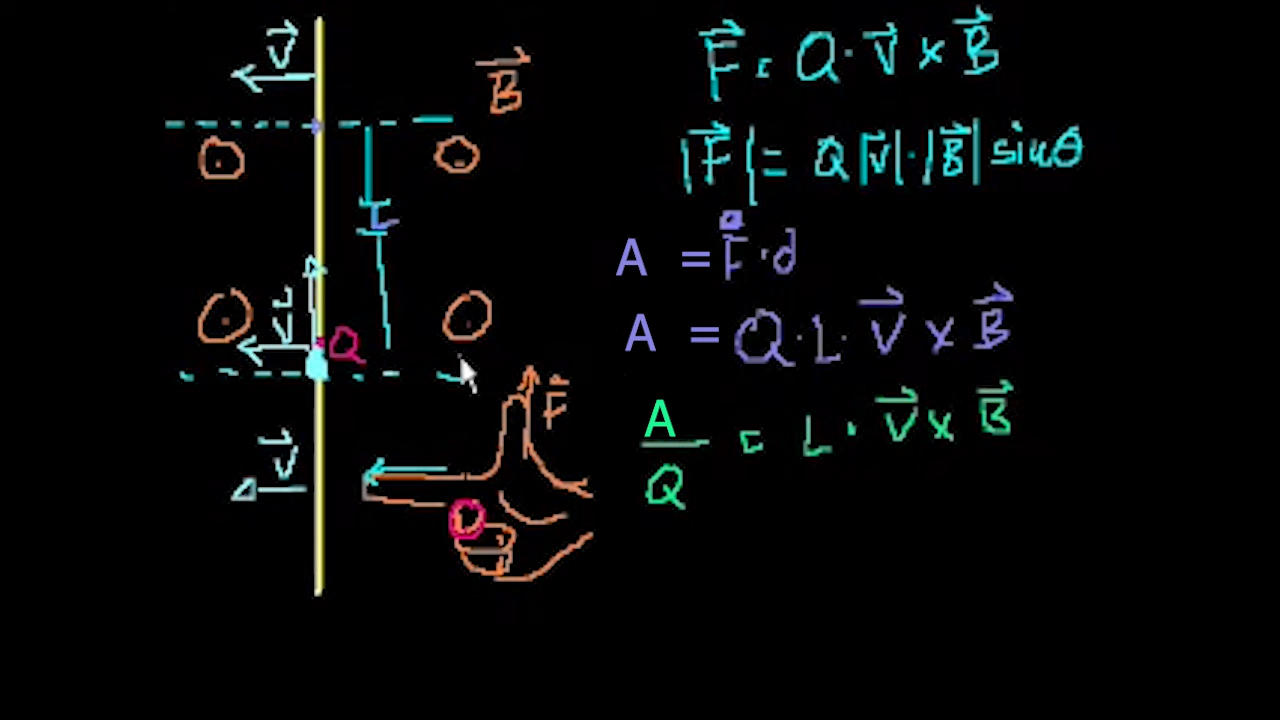 V⃗
B⃗
L
V⃗
Q
V⃗
F⃗
F⃗ = Q · V⃗ × B⃗
|F⃗| = Q |V⃗| · |B⃗| sinθ
A = F⃗ · d
A = Q · L · V⃗ × B⃗
A
Q = L · V⃗ × B⃗